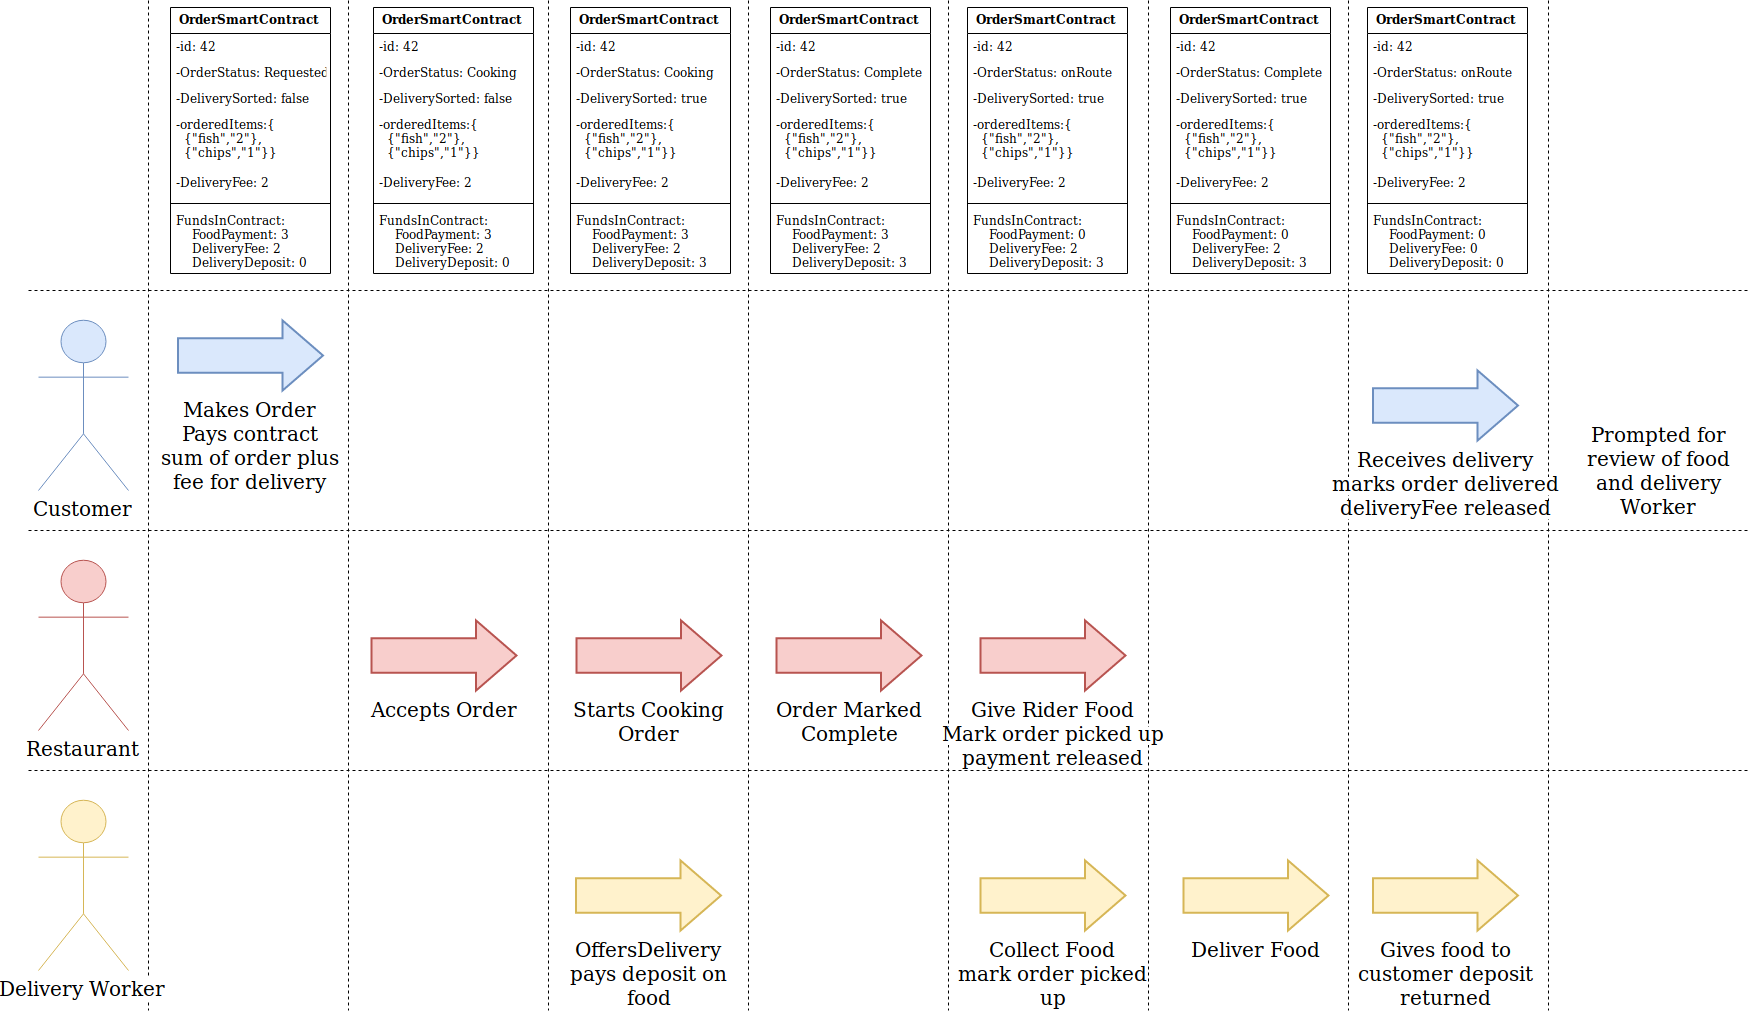 OrderSmartContract
-id: 42
-OrderStatus: Requested
-DeliverySorted: false
-orderedItems:{
{"fish","2"},
{"chips","1"}}
-DeliveryFee: 2
FundsInContract:
FoodPayment: 3
DeliveryFee: 2
DeliveryDeposit: 0
OrderSmartContract
-id: 42
-OrderStatus: Cooking
-DeliverySorted: false
-orderedItems:{
{"fish","2"},
{"chips","1"}}
-DeliveryFee: 2
FundsInContract:
FoodPayment: 3
DeliveryFee: 2
DeliveryDeposit: 0
OrderSmartContract
-id: 42
-OrderStatus: Cooking
-DeliverySorted: true
-orderedItems:{
{"fish","2"},
{"chips","1"}}
-DeliveryFee: 2
FundsInContract:
FoodPayment: 3
DeliveryFee: 2
DeliveryDeposit: 3
OrderSmartContract
-id: 42
-OrderStatus: Complete
-DeliverySorted: true
-orderedItems:{
{"fish","2"},
{"chips","1"}}
-DeliveryFee: 2
FundsInContract:
FoodPayment: 3
DeliveryFee: 2
DeliveryDeposit: 3
OrderSmartContract
-id: 42
-OrderStatus: onRoute
-DeliverySorted: true
-orderedItems:{
{"fish","2"},
{"chips","1"}}
-DeliveryFee: 2
FundsInContract:
FoodPayment: 0
DeliveryFee: 2
DeliveryDeposit: 3
OrderSmartContract
-id: 42
-OrderStatus: Complete
-DeliverySorted: true
-orderedItems:{
{"fish","2"},
{"chips","1"}}
-DeliveryFee: 2
FundsInContract:
FoodPayment: 0
DeliveryFee: 2
DeliveryDeposit: 3
OrderSmartContract
-id: 42
-OrderStatus: onRoute
-DeliverySorted: true
-orderedItems:{
{"fish","2"},
{"chips","1"}}
-DeliveryFee: 2
FundsInContract:
FoodPayment: 0
DeliveryFee: 0
DeliveryDeposit: 0
Customer
Makes Order
Pays contract
sum of order plus
fee for delivery
Receives delivery
marks order delivered
deliveryFee released
Prompted for
review of food
and delivery
Worker
Restaurant
Accepts Order
Starts Cooking
Order
Order Marked
Complete
Give Rider Food
Mark order picked up
payment released
Delivery Worker
OffersDelivery
pays deposit on
food
Collect Food
mark order picked
up
Deliver Food
Gives food to
customer deposit
returned